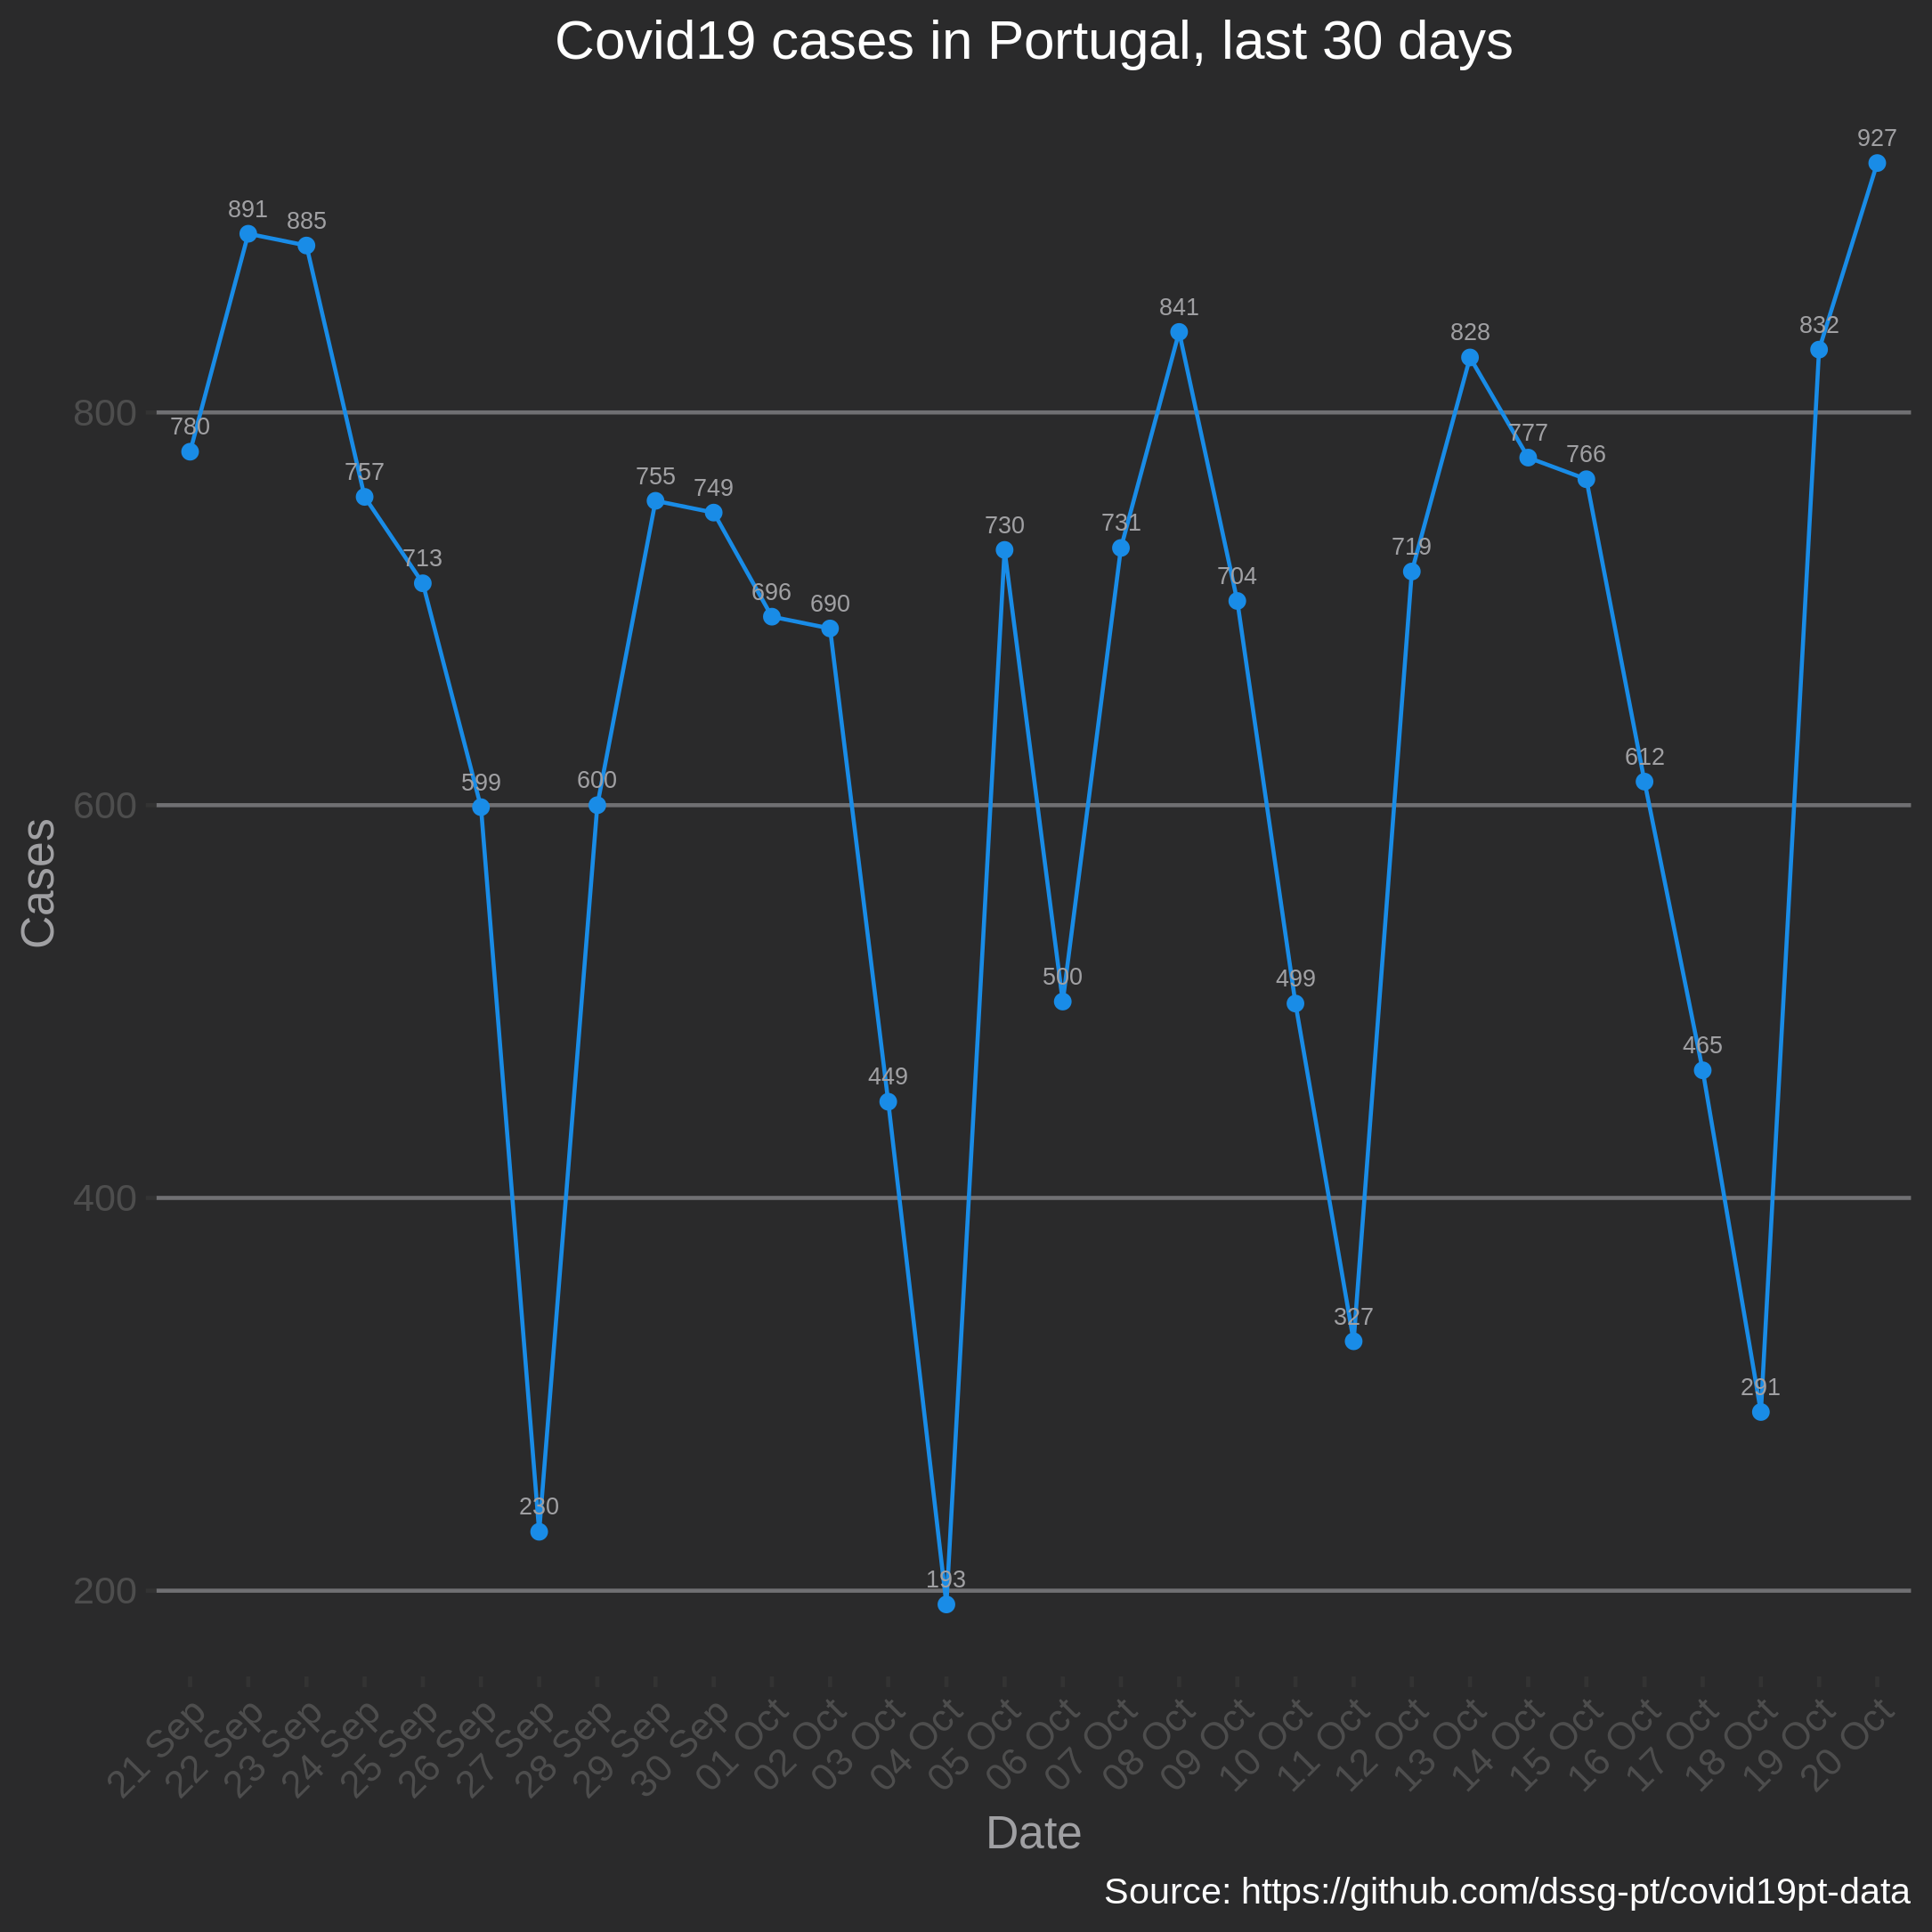 Covid19 cases in Portugal, last 30 days
927
891
885
841
832
828
800
780
777
766
757
755
749
731
730
719
713
704
696
690
612
600
599
600
Cases
500
499
465
449
400
327
291
230
200
193
21 Sep
22 Sep
23 Sep
24 Sep
25 Sep
26 Sep
27 Sep
28 Sep
29 Sep
30 Sep
01 Oct
02 Oct
03 Oct
04 Oct
05 Oct
06 Oct
07 Oct
08 Oct
09 Oct
10 Oct
11 Oct
12 Oct
13 Oct
14 Oct
15 Oct
16 Oct
17 Oct
18 Oct
19 Oct
20 Oct
Date
Source: https://github.com/dssg-pt/covid19pt-data